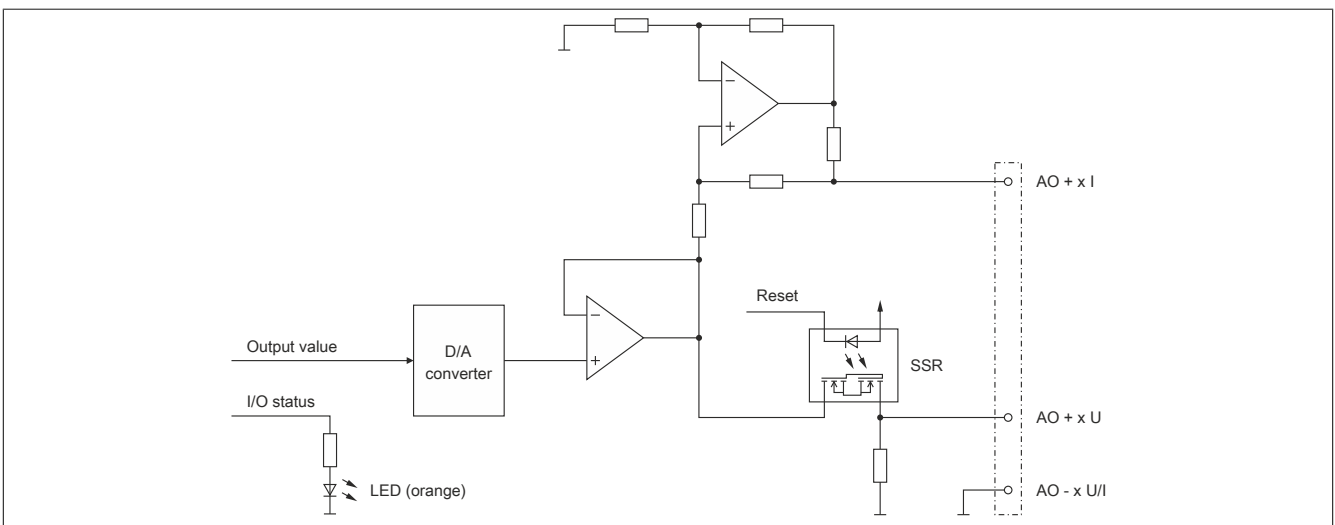 AO + x I
Reset
Output value
D/A
converter
SSR
I/O status
AO + x U
LED (orange)
AO - x U/I